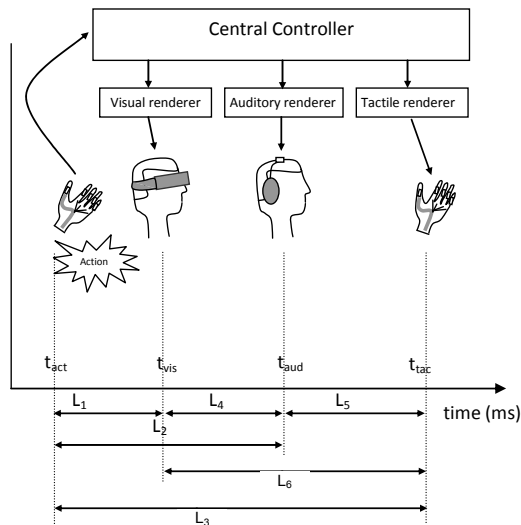 Central Controller
Visual renderer
Auditory renderer
Tactile renderer
Action
t_act
t_vis
t_aud
t_tac
L_1
L_4
L_5
time (ms)
L_2
L_6
L_3